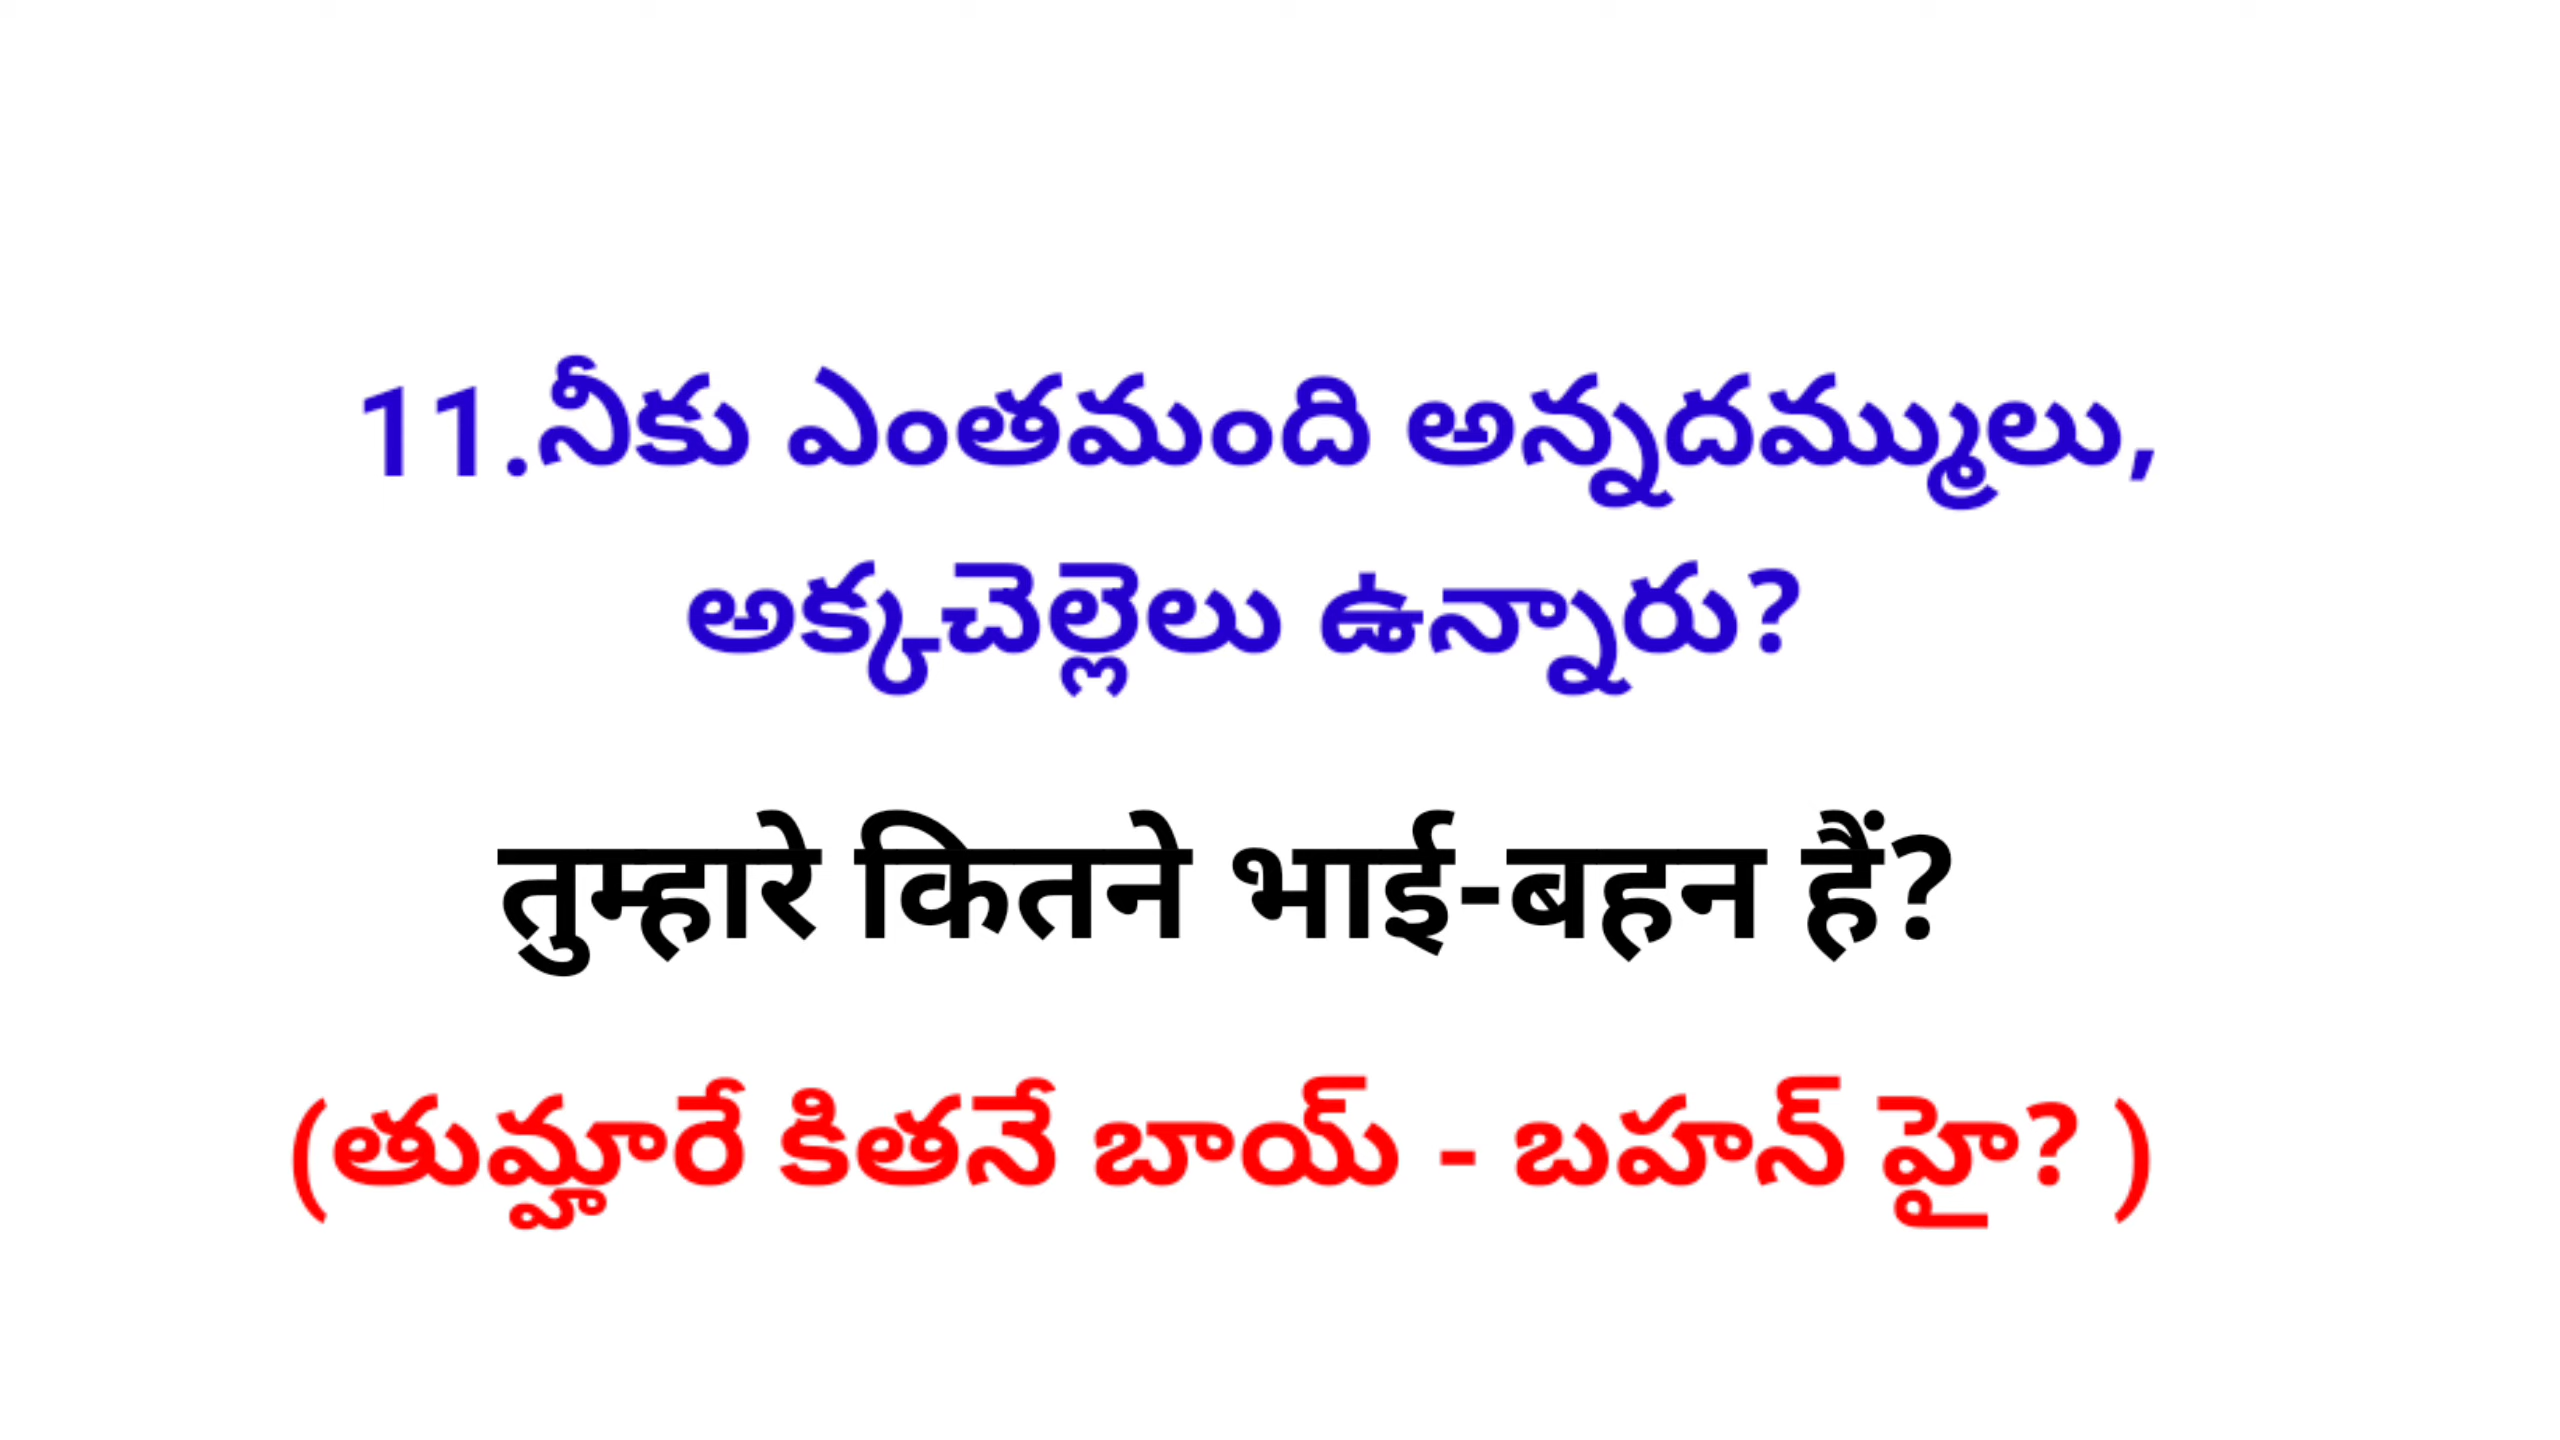 11.నీకు ఎంతమంది అన్నదమ్ములు,
అక్కచెల్లెలు ఉన్నారు?
तुम्हारे कितने भाई-बहन हैं?
(తుమ్హారే కితనే బాయ్ - బహన్ హై? )